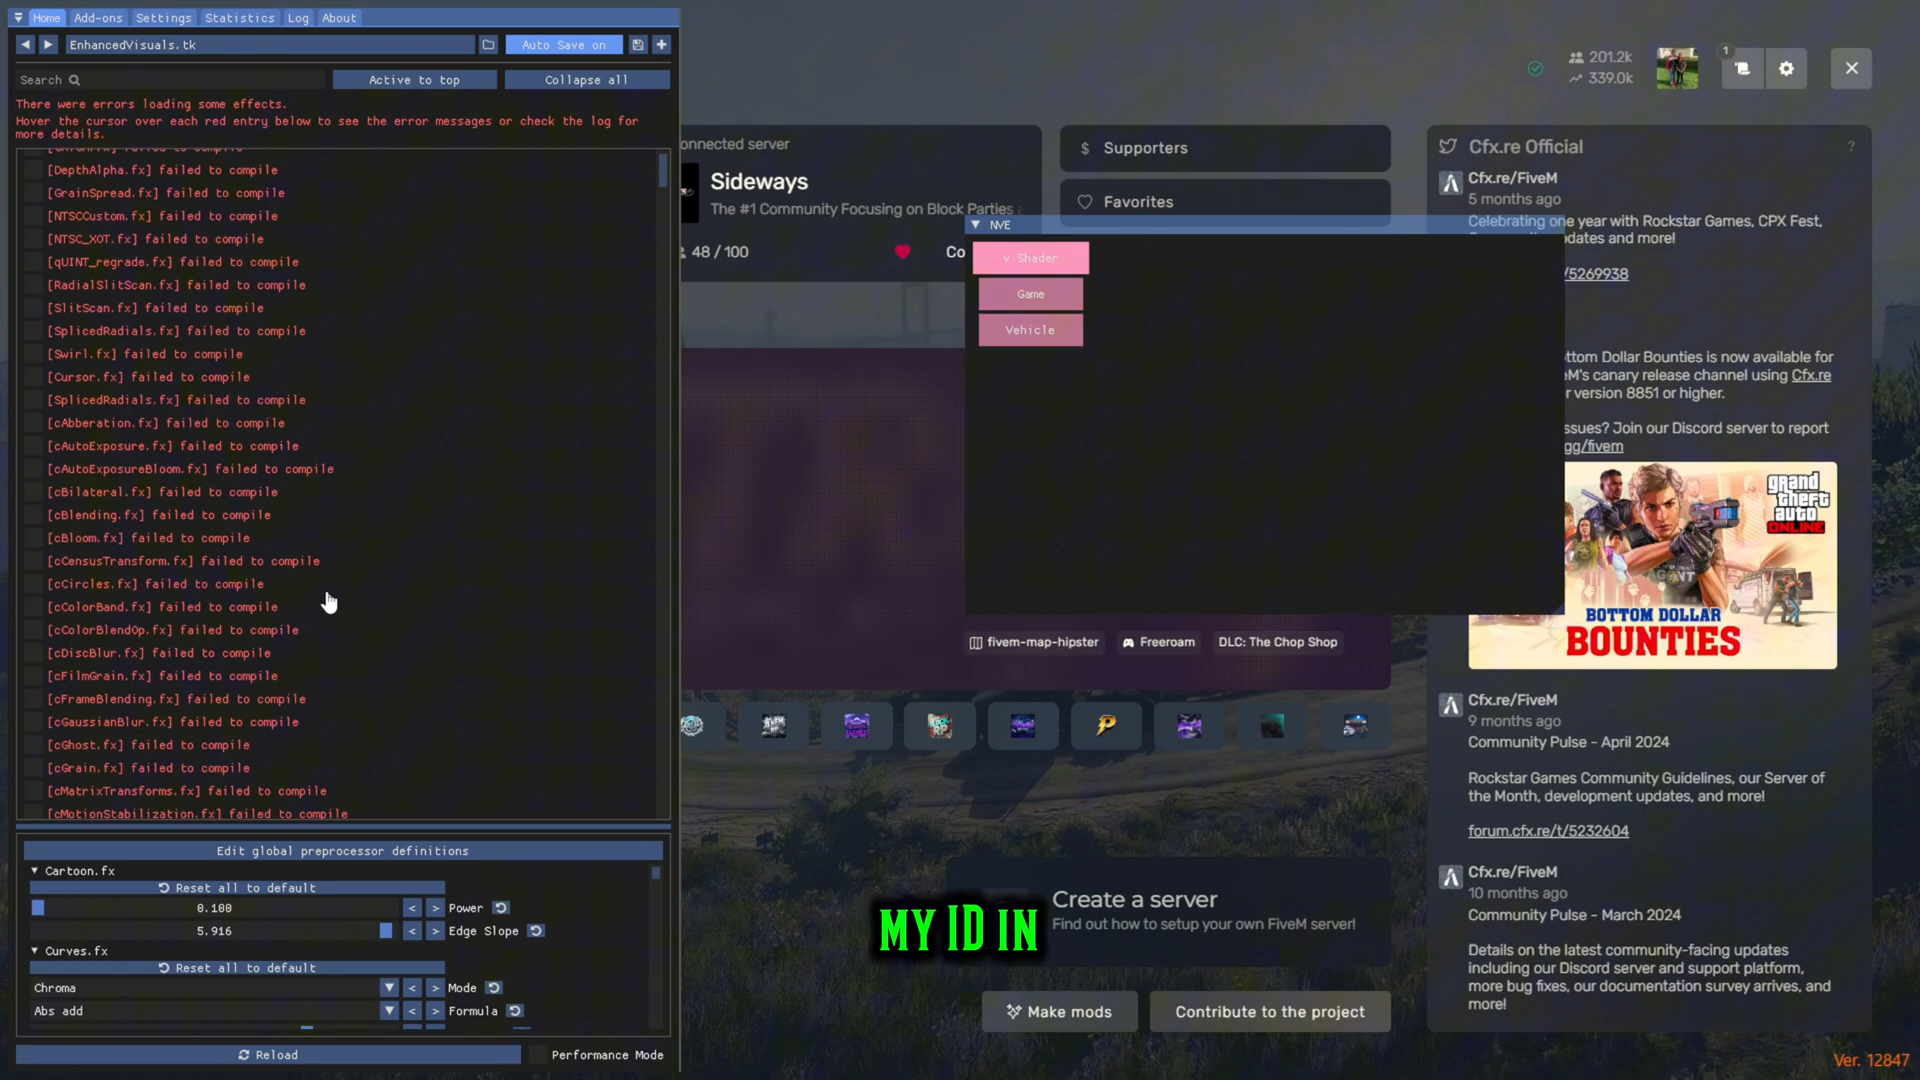 Home Add-ons Settings Statistics Log About
EnhancedVisuals.tk
Auto Save on
Search
Active to top
Collapse all
There were errors loading some effects.
Hover the cursor over each red entry below to see the error messages or check the log for
more details.
[DepthAlpha.fx] failed to compile
[GrainSpread.fx] failed to compile
[NTSCCustom.fx] failed to compile
[NTSC_XOT.fx] failed to compile
[qUINT_regrade.fx] failed to compile
[RadialSlitScan.fx] failed to compile
[SlitScan.fx] failed to compile
[SplicedRadials.fx] failed to compile
[Swirl.fx] failed to compile
[Cursor.fx] failed to compile
[SplicedRadials.fx] failed to compile
[cAbberation.fx] failed to compile
[cAutoExposure.fx] failed to compile
[cAutoExposureBloom.fx] failed to compile
[cBilateral.fx] failed to compile
[cBlending.fx] failed to compile
[cBloom.fx] failed to compile
[cCensusTransform.fx] failed to compile
[cCircles.fx] failed to compile
[cColorBand.fx] failed to compile
[cColorBlendOp.fx] failed to compile
[cDiscBlur.fx] failed to compile
[cFilmGrain.fx] failed to compile
[cFrameBlending.fx] failed to compile
[cGaussianBlur.fx] failed to compile
[cGhost.fx] failed to compile
[cGrain.fx] failed to compile
[cMatrixTransforms.fx] failed to compile
[cMotionStabilization.fx] failed to compile
Edit global preprocessor definitions
Cartoon.fx
Reset all to default
0.100 < > Power
5.916 < > Edge Slope
Curves.fx
Reset all to default
Chroma < > Mode
Abs add < > Formula
Reload
Performance Mode
onnected server
Sideways
The #1 Community Focusing on Block Parties
48 / 100
Co
$ Supporters
Favorites
NVE
v Shader
Game
Vehicle
fivem-map-hipster
Freeroam
DLC: The Chop Shop
Create a server
Find out how to setup your own FiveM server!
MY ID IN
Make mods
Contribute to the project
201.2k
339.0k
1
Cfx.re Official
?
Cfx.re/FiveM
5 months ago
Celebrating one year with Rockstar Games, CPX Fest,
dates and more!
/5269938
ttom Dollar Bounties is now available for
eM's canary release channel using Cfx.re
r version 8851 or higher.
ssues? Join our Discord server to report
gg/fivem
grand
theft
auto
ONLINE
BOTTOM DOLLAR
BOUNTIES
Cfx.re/FiveM
9 months ago
Community Pulse - April 2024
Rockstar Games Community Guidelines, our Server of
the Month, development updates, and more!
forum.cfx.re/t/5232604
Cfx.re/FiveM
10 months ago
Community Pulse - March 2024
Details on the latest community-facing updates
including our Discord server and support platform,
more bug fixes, our documentation survey arrives, and
more!
Ver. 12847